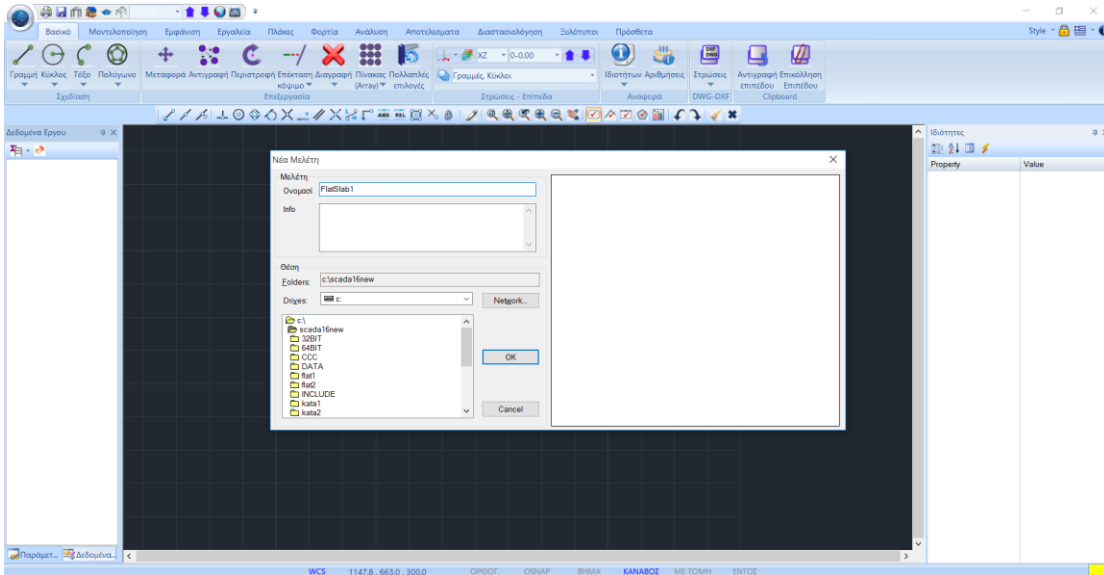 Βασικό Μοντελοποίηση Εμφάνιση Εργαλεία Πλάκες Φορτία Ανάλυση Αποτελέσματα Διαστασιολόγηση Ξυλότυποι Πρόσθετα Style
XZ 0-0.00
Γραμμή Κύκλος Τόξο Πολύγωνο Μεταφορά Αντιγραφή Περιστροφή Επέκταση Διαγραφή Πίνακας Πολλαπλές Γραμμές, Κύκλοι Ιδιοτήτων Αριθμήσεις Στρώσεις Αντιγραφή Επικόλληση
κόψιμο (Array) επιλογές επιπέδου Επιπέδου
Σχεδίαση Επεξεργασία Στρώσεις - Επίπεδα Αναφορά DWG-DXF Clipboard
Δεδομένα Εργου
Ιδιότητες
Property Value
Νέα Μελέτη
Μελέτη
Ονομασί FlatSlab1
Info
Θέση
Folders: c:\scada16new
Drives: c: Network...
c:\
scada16new
32BIT
64BIT
CCC
DATA
flat1
flat2
INCLUDE
kata1
kata2
OK
Cancel
Παράμετ... Δεδομένα...
WCS 1147.8 , 663.0 , 300.0 ΟΡΘΟΓ. OSNAP ΒΗΜΑ ΚΑΝΑΒΟΣ ΜΕ ΤΟΜΗ ΕΝΤΟΣ